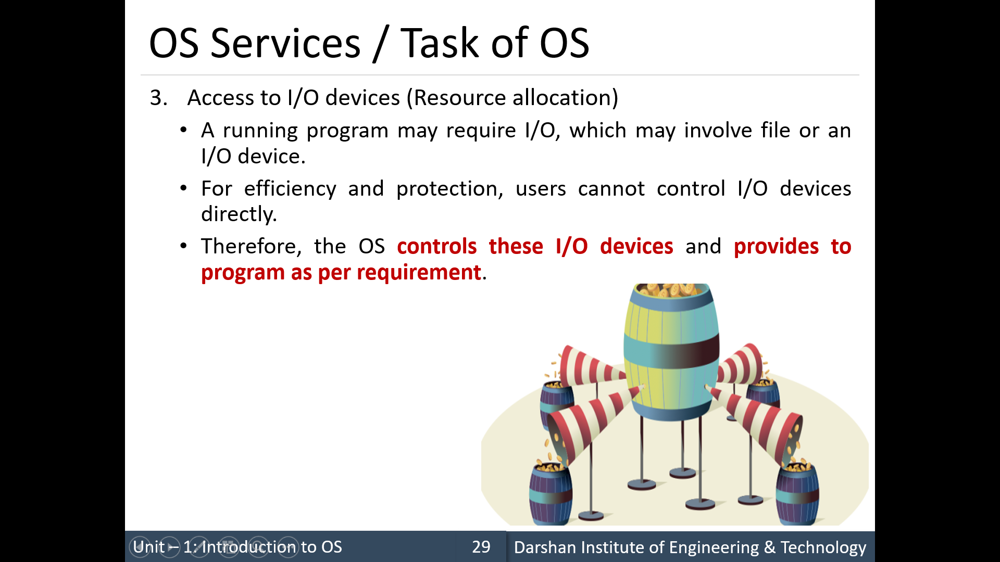 OS Services / Task of OS
3. Access to I/O devices (Resource allocation)
• A running program may require I/O, which may involve file or an
I/O device.
• For efficiency and protection, users cannot control I/O devices
directly.
• Therefore, the OS controls these I/O devices and provides to
program as per requirement.
Unit – 1: Introduction to OS
29
Darshan Institute of Engineering & Technology